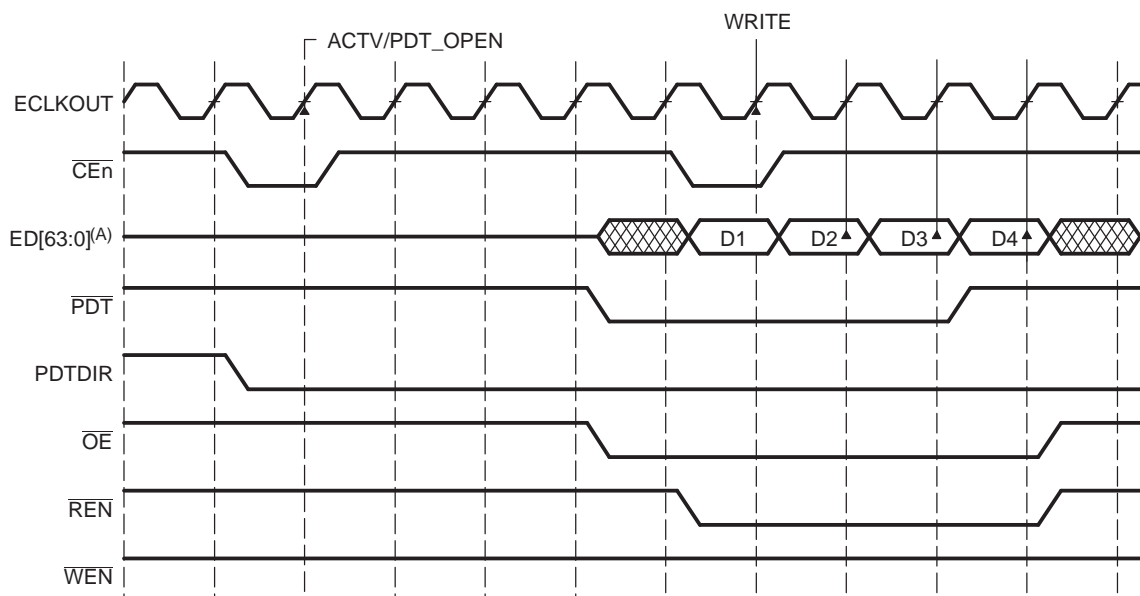 WRITE
ACTV/PDT_OPEN
ECLKOUT
CEn
ED[63:0](A)
D1 D2 D3 D4
PDT
PDTDIR
OE
REN
WEN